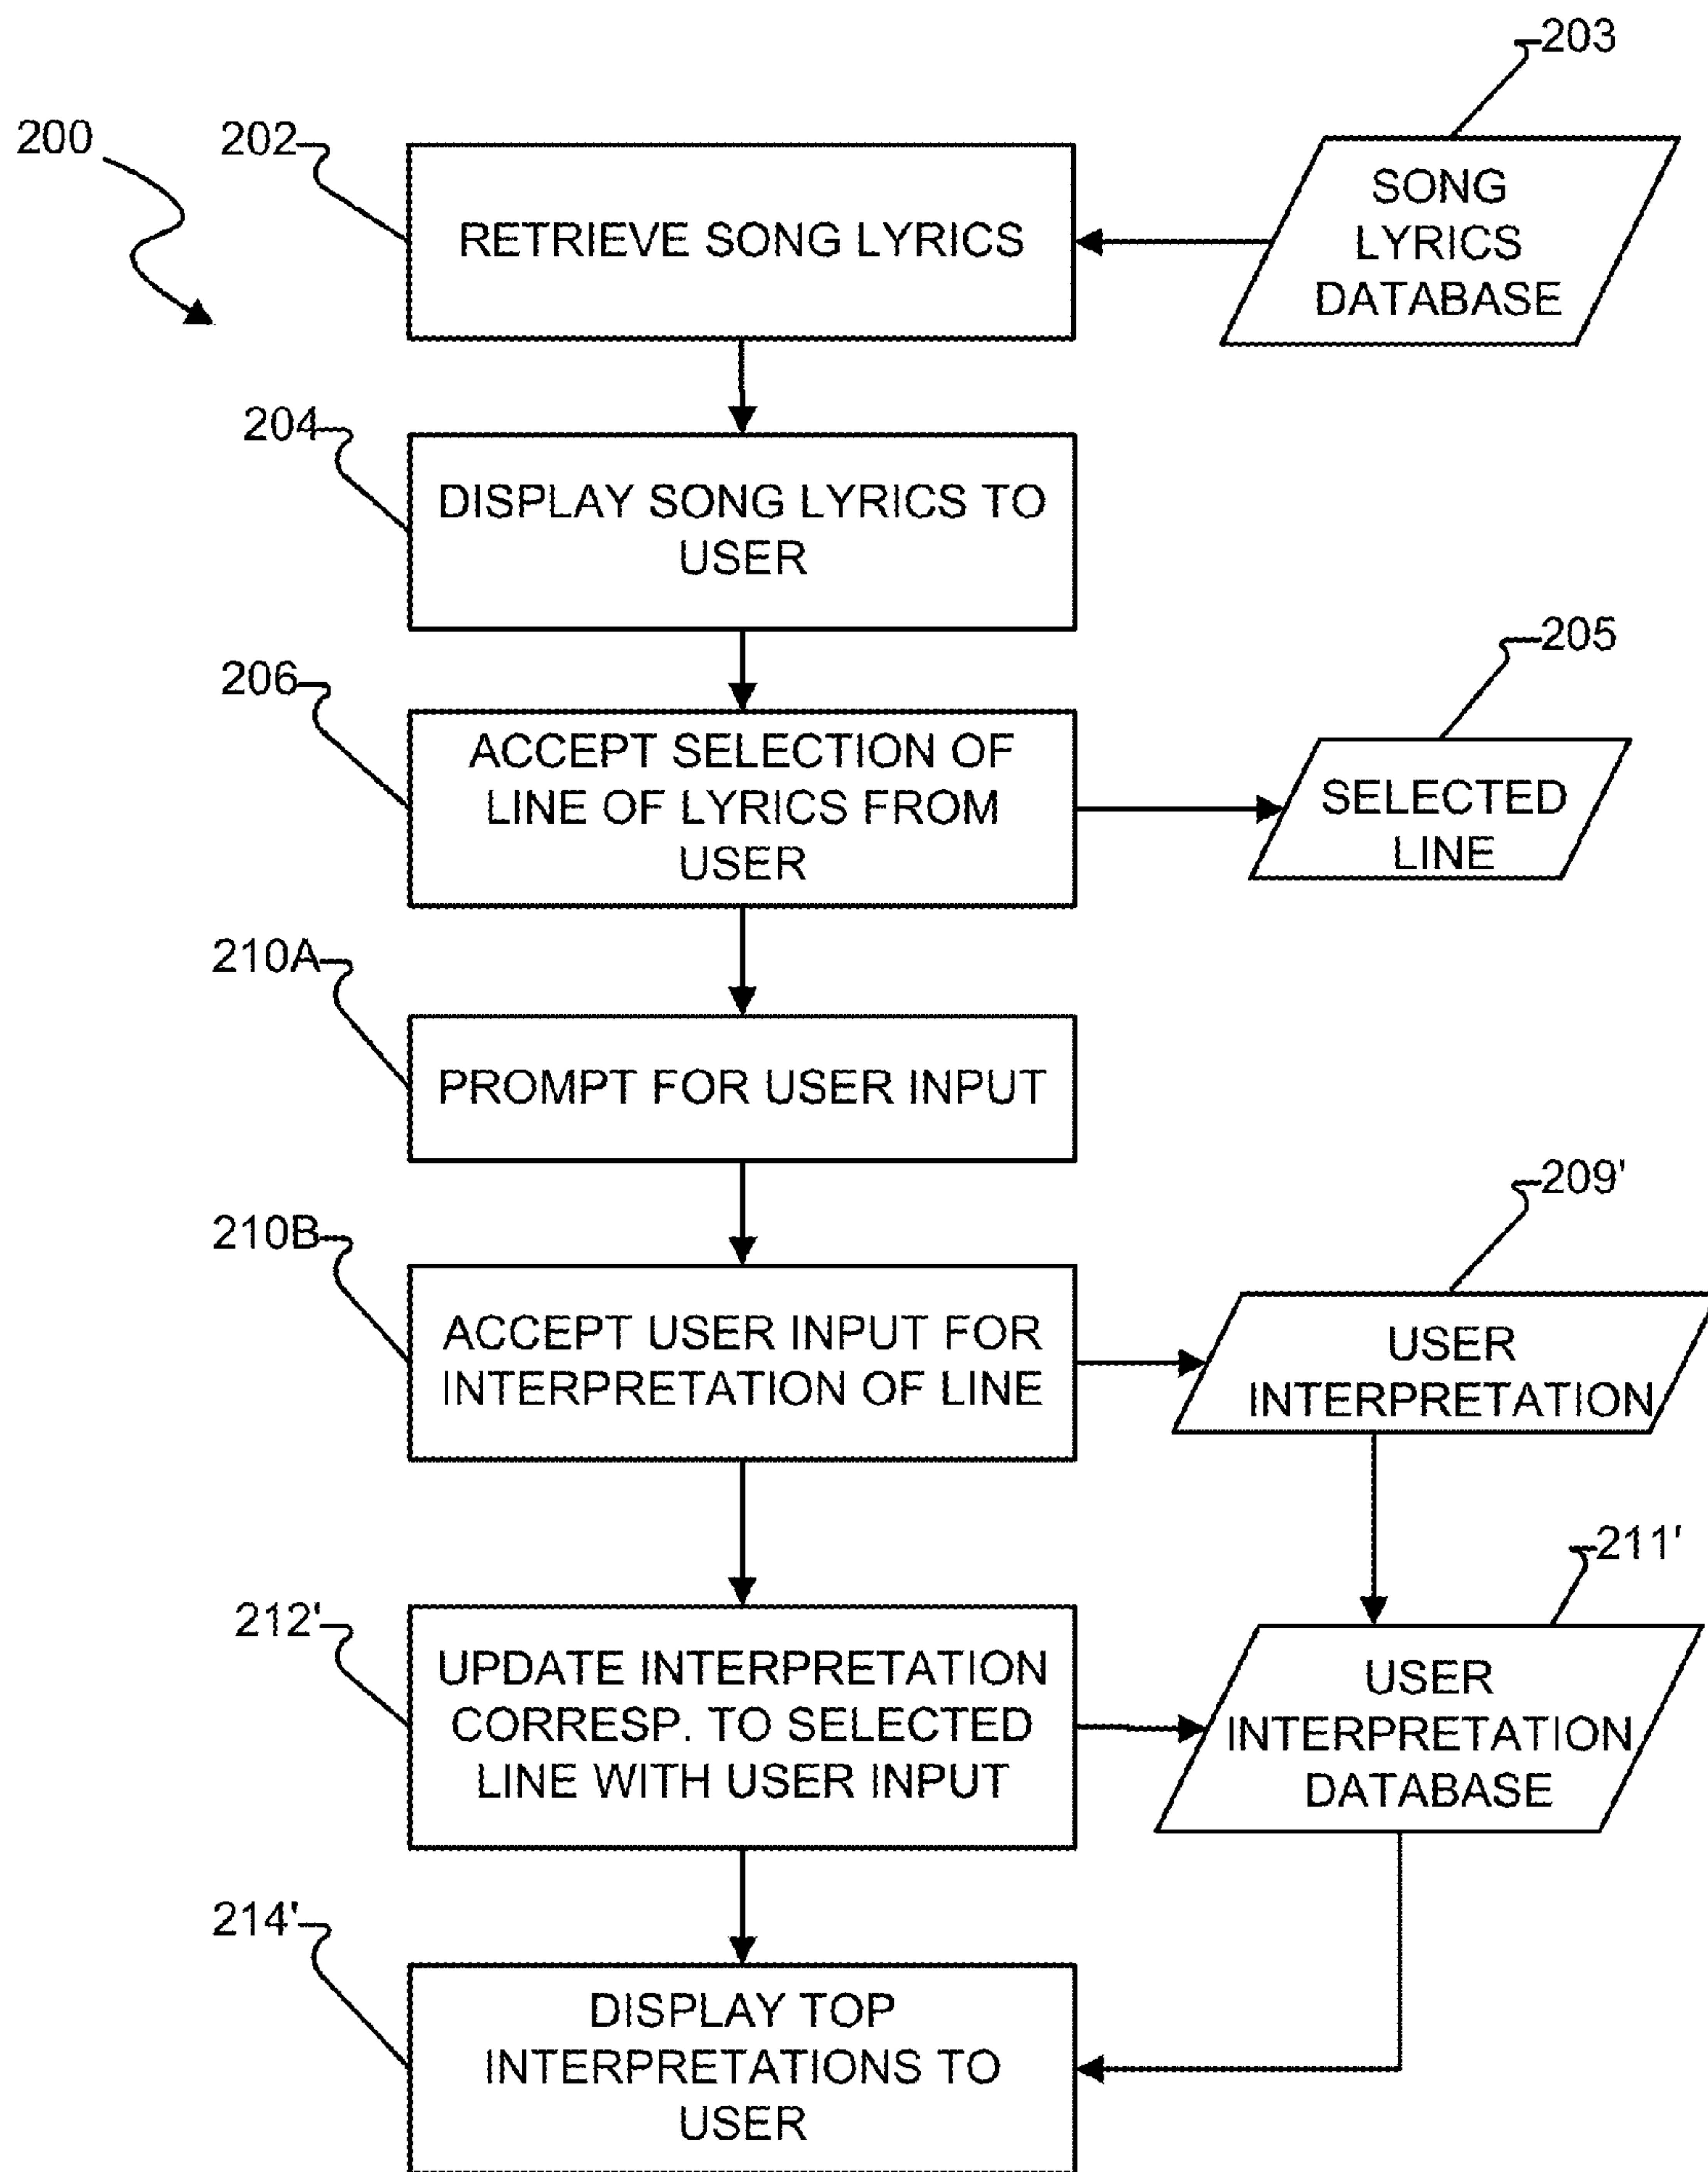 203
200
202
RETRIEVE SONG LYRICS
SONG
LYRICS
DATABASE
204
DISPLAY SONG LYRICS TO
USER
206
205
ACCEPT SELECTION OF
LINE OF LYRICS FROM
USER
SELECTED
LINE
210A
PROMPT FOR USER INPUT
210B
209'
ACCEPT USER INPUT FOR
INTERPRETATION OF LINE
USER
INTERPRETATION
212'
211'
UPDATE INTERPRETATION
CORRESP. TO SELECTED
LINE WITH USER INPUT
USER
INTERPRETATION
DATABASE
214'
DISPLAY TOP
INTERPRETATIONS TO
USER